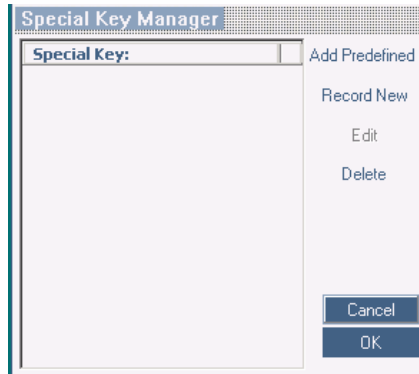 Special Key Manager
Special Key:
Add Predefined
Record New
Edit
Delete
Cancel
OK